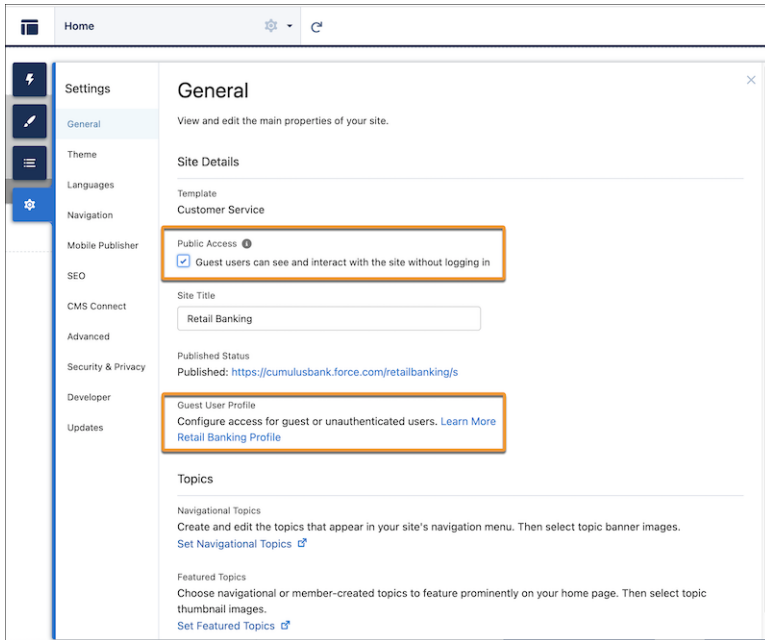 Home
Settings
General
Theme
Languages
Navigation
Mobile Publisher
SEO
CMS Connect
Advanced
Security & Privacy
Developer
Updates
General
View and edit the main properties of your site.
Site Details
Template
Customer Service
Public Access
Guest users can see and interact with the site without logging in
Site Title
Retail Banking
Published Status
Published: https://cumulusbank.force.com/retailbanking/s
Guest User Profile
Configure access for guest or unauthenticated users. Learn More
Retail Banking Profile
Topics
Navigational Topics
Create and edit the topics that appear in your site's navigation menu. Then select topic banner images.
Set Navigational Topics
Featured Topics
Choose navigational or member-created topics to feature prominently on your home page. Then select topic
thumbnail images.
Set Featured Topics